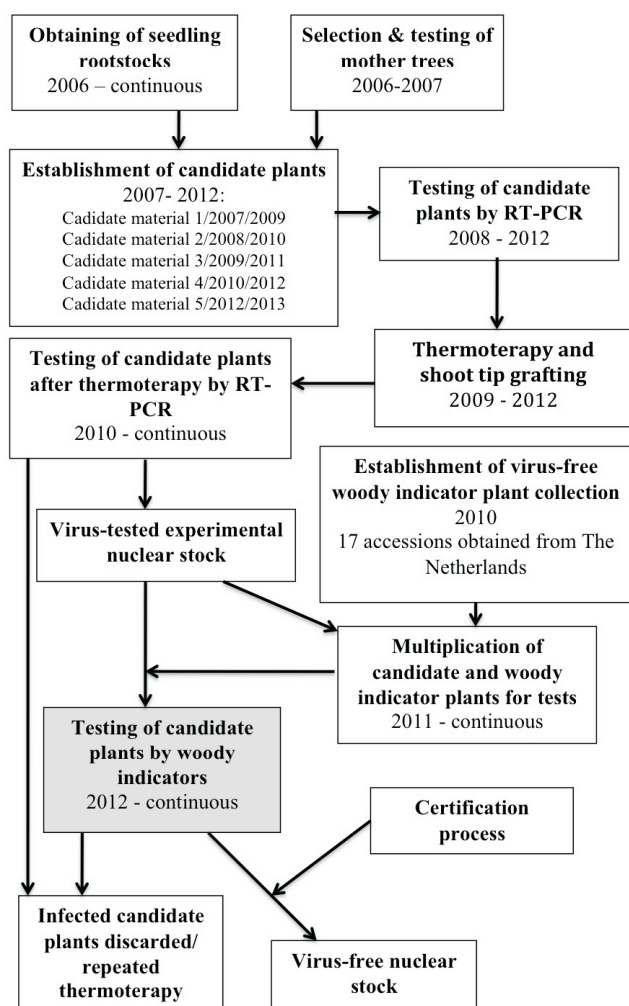 Obtaining of seedling
rootstocks
2006 – continuous
Selection & testing of
mother trees
2006-2007
Establishment of candidate plants
2007- 2012:
Cadidate material 1/2007/2009
Cadidate material 2/2008/2010
Cadidate material 3/2009/2011
Cadidate material 4/2010/2012
Cadidate material 5/2012/2013
Testing of candidate
plants by RT-PCR
2008 - 2012
Thermoterapy and
shoot tip grafting
2009 - 2012
Testing of candidate plants
after thermoterapy by RT-
PCR
2010 - continuous
Establishment of virus-free
woody indicator plant collection
2010
17 accessions obtained from The
Netherlands
Virus-tested experimental
nuclear stock
Multiplication of
candidate and woody
indicator plants for tests
2011 - continuous
Testing of candidate
plants by woody
indicators
2012 - continuous
Certification
process
Infected candidate
plants discarded/
repeated
thermoterapy
Virus-free nuclear
stock